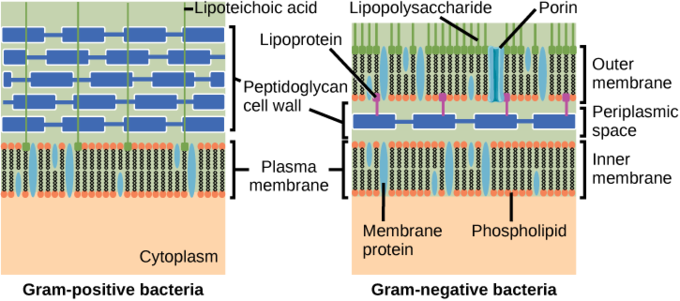 Lipoteichoic acid
Peptidoglycan
cell wall
Plasma
membrane
Cytoplasm
Gram-positive bacteria
Lipopolysaccharide
Porin
Lipoprotein
Outer
membrane
Periplasmic
space
Inner
membrane
Membrane
protein
Phospholipid
Gram-negative bacteria